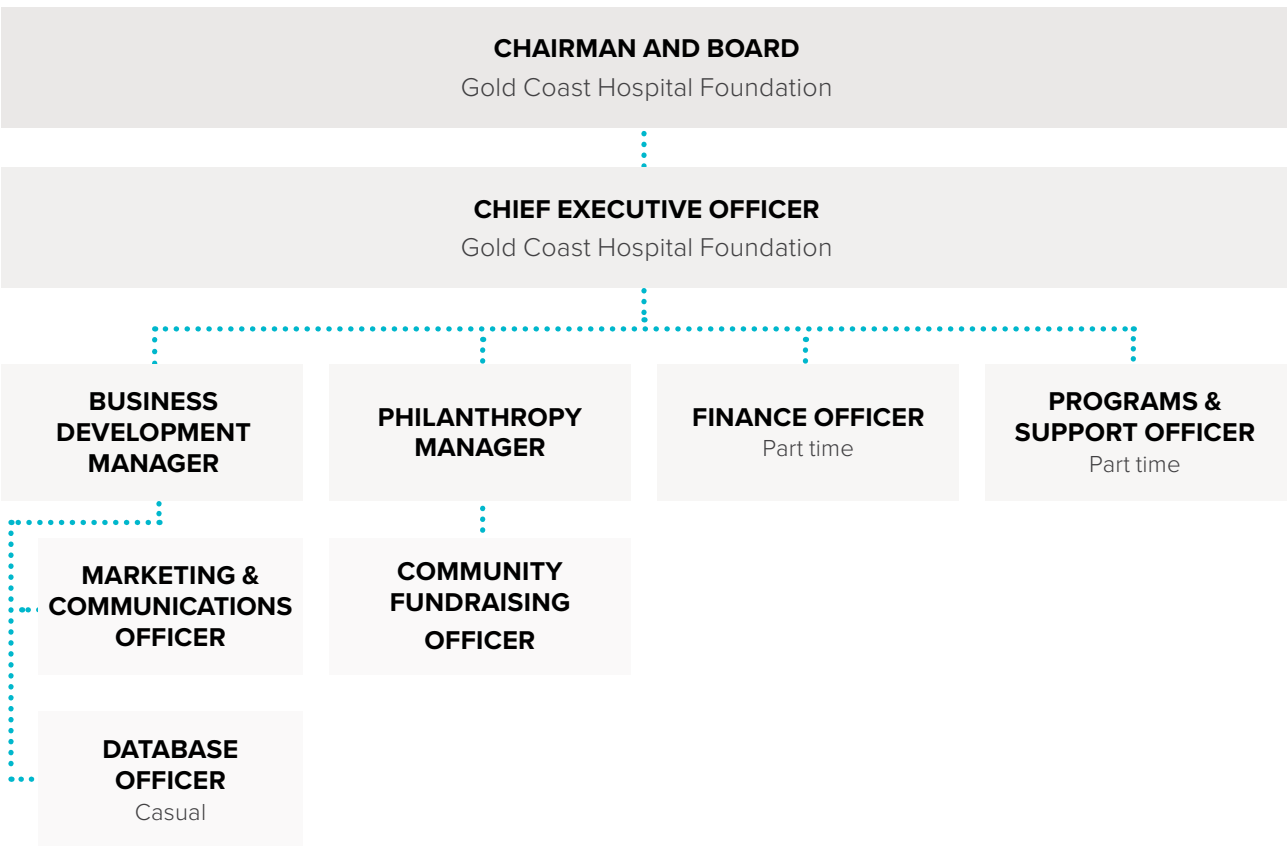 CHAIRMAN AND BOARD
Gold Coast Hospital Foundation
CHIEF EXECUTIVE OFFICER
Gold Coast Hospital Foundation
BUSINESS
DEVELOPMENT
MANAGER
PHILANTHROPY
MANAGER
FINANCE OFFICER
Part time
PROGRAMS &
SUPPORT OFFICER
Part time
MARKETING &
COMMUNICATIONS
OFFICER
COMMUNITY
FUNDRAISING
OFFICER
DATABASE
OFFICER
Casual